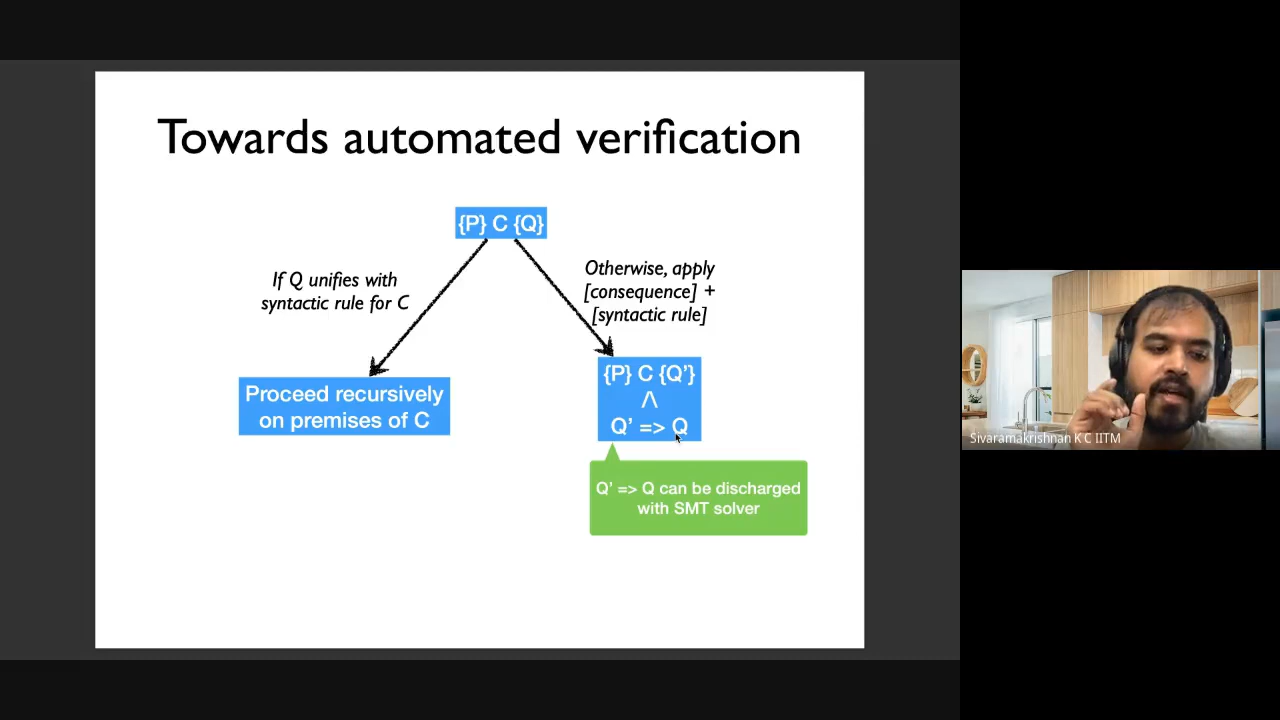 Towards automated verification
{P} C {Q}
If Q unifies with
syntactic rule for C
Otherwise, apply
[consequence] +
[syntactic rule]
Proceed recursively
on premises of C
{P} C {Q’}
/\
Q’ => Q
Q’ => Q can be discharged
with SMT solver
Sivaramakrishnan K C IITM